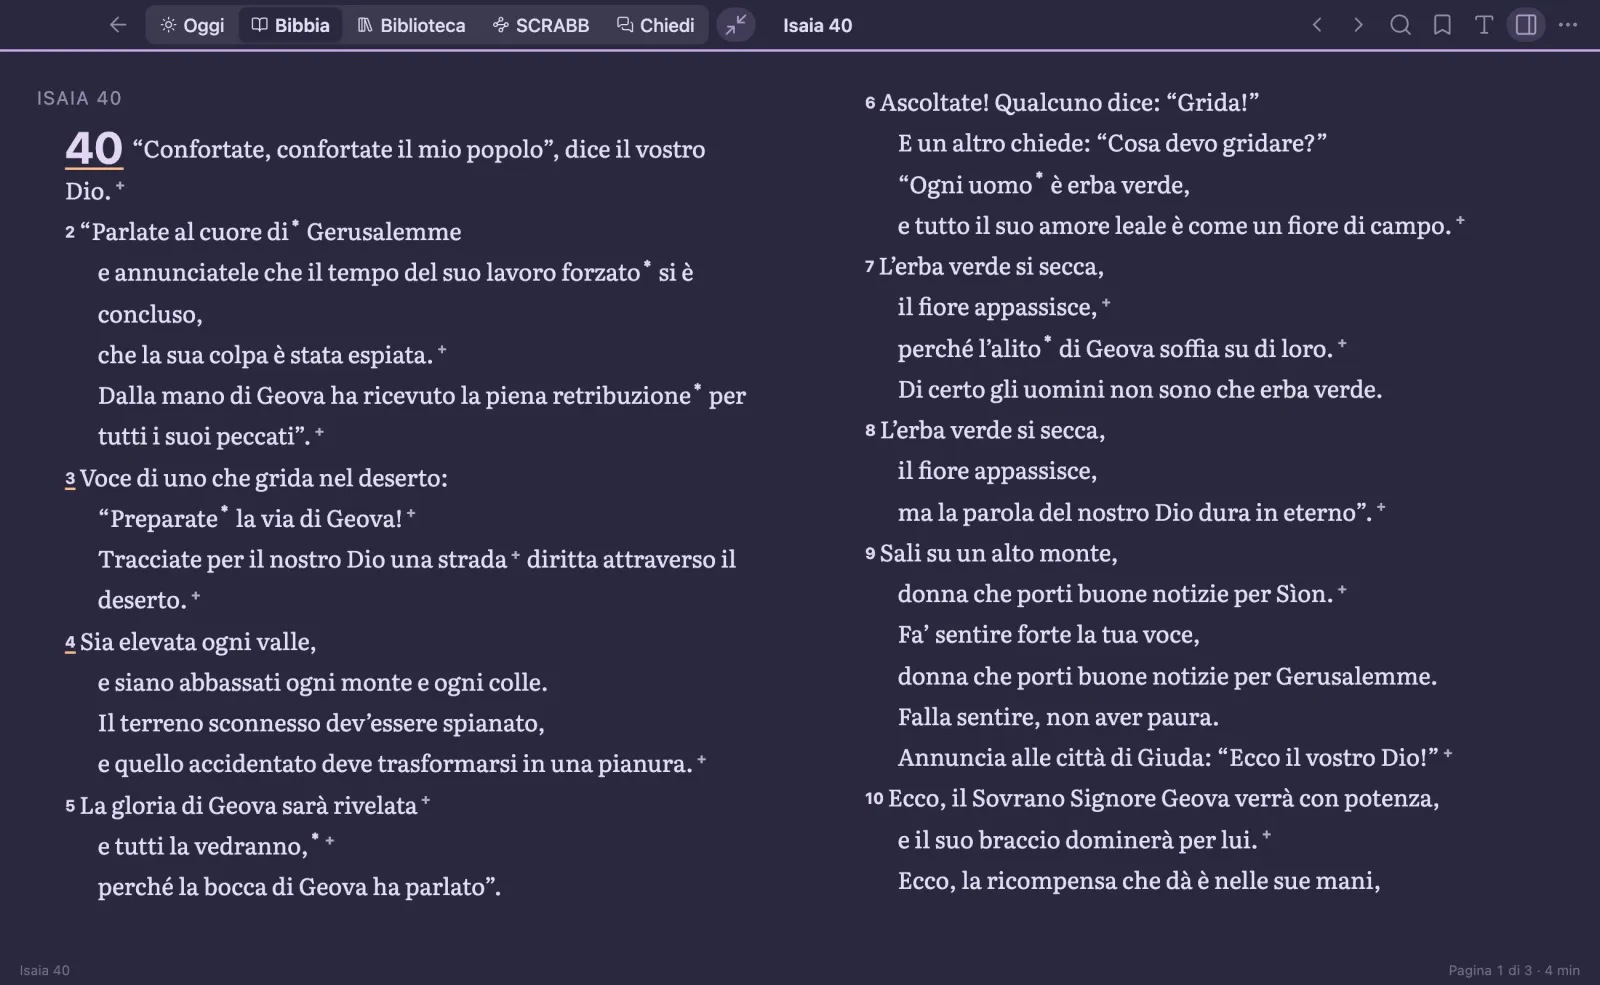 Oggi Bibbia Biblioteca SCRABB Chiedi Isaia 40
ISAIA 40
40 “Confortate, confortate il mio popolo”, dice il vostro
Dio. +
2 “Parlate al cuore di* Gerusalemme
e annunciatele che il tempo del suo lavoro forzato* si è
concluso,
che la sua colpa è stata espiata. +
Dalla mano di Geova ha ricevuto la piena retribuzione* per
tutti i suoi peccati”. +
3 Voce di uno che grida nel deserto:
“Preparate* la via di Geova! +
Tracciate per il nostro Dio una strada + diritta attraverso il
deserto. +
4 Sia elevata ogni valle,
e siano abbassati ogni monte e ogni colle.
Il terreno sconnesso dev’essere spianato,
e quello accidentato deve trasformarsi in una pianura. +
5 La gloria di Geova sarà rivelata +
e tutti la vedranno,* +
perché la bocca di Geova ha parlato”.
6 Ascoltate! Qualcuno dice: “Grida!”
E un altro chiede: “Cosa devo gridare?”
“Ogni uomo* è erba verde,
e tutto il suo amore leale è come un fiore di campo. +
7 L’erba verde si secca,
il fiore appassisce, +
perché l’alito* di Geova soffia su di loro. +
Di certo gli uomini non sono che erba verde.
8 L’erba verde si secca,
il fiore appassisce,
ma la parola del nostro Dio dura in eterno”. +
9 Sali su un alto monte,
donna che porti buone notizie per Sìon. +
Fa’ sentire forte la tua voce,
donna che porti buone notizie per Gerusalemme.
Falla sentire, non aver paura.
Annuncia alle città di Giuda: “Ecco il vostro Dio!” +
10 Ecco, il Sovrano Signore Geova verrà con potenza,
e il suo braccio dominerà per lui. +
Ecco, la ricompensa che dà è nelle sue mani,
Isaia 40
Pagina 1 di 3 · 4 min